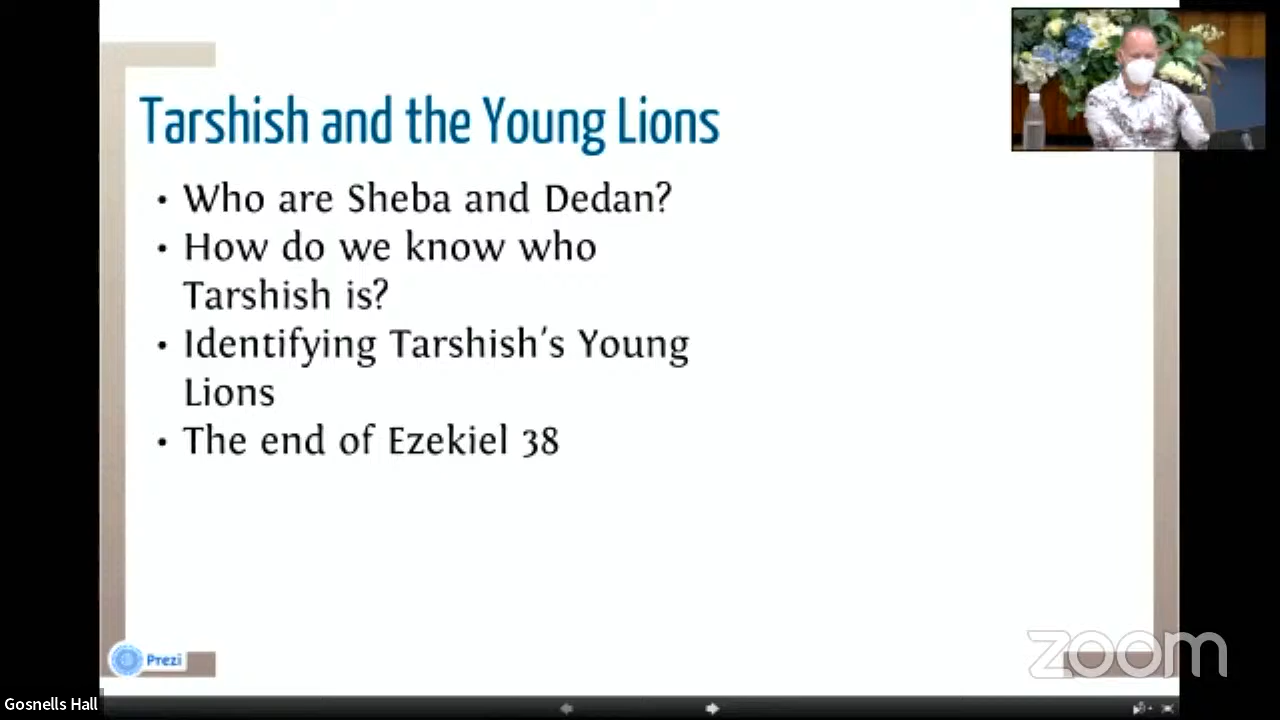 Tarshish and the Young Lions
• Who are Sheba and Dedan?
• How do we know who
Tarshish is?
• Identifying Tarshish's Young
Lions
• The end of Ezekiel 38
Prezi
zoom
Gosnells Hall